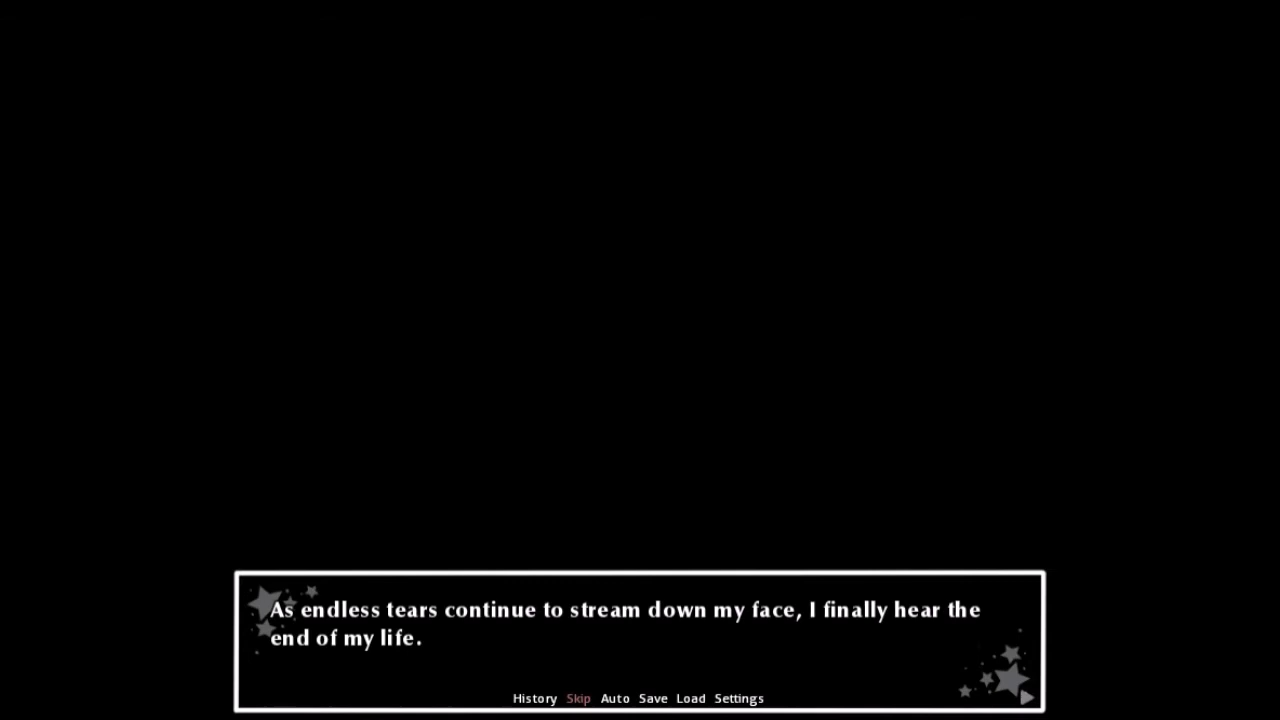 As endless tears continue to stream down my face, I finally hear the
end of my life.
History Skip Auto Save Load Settings